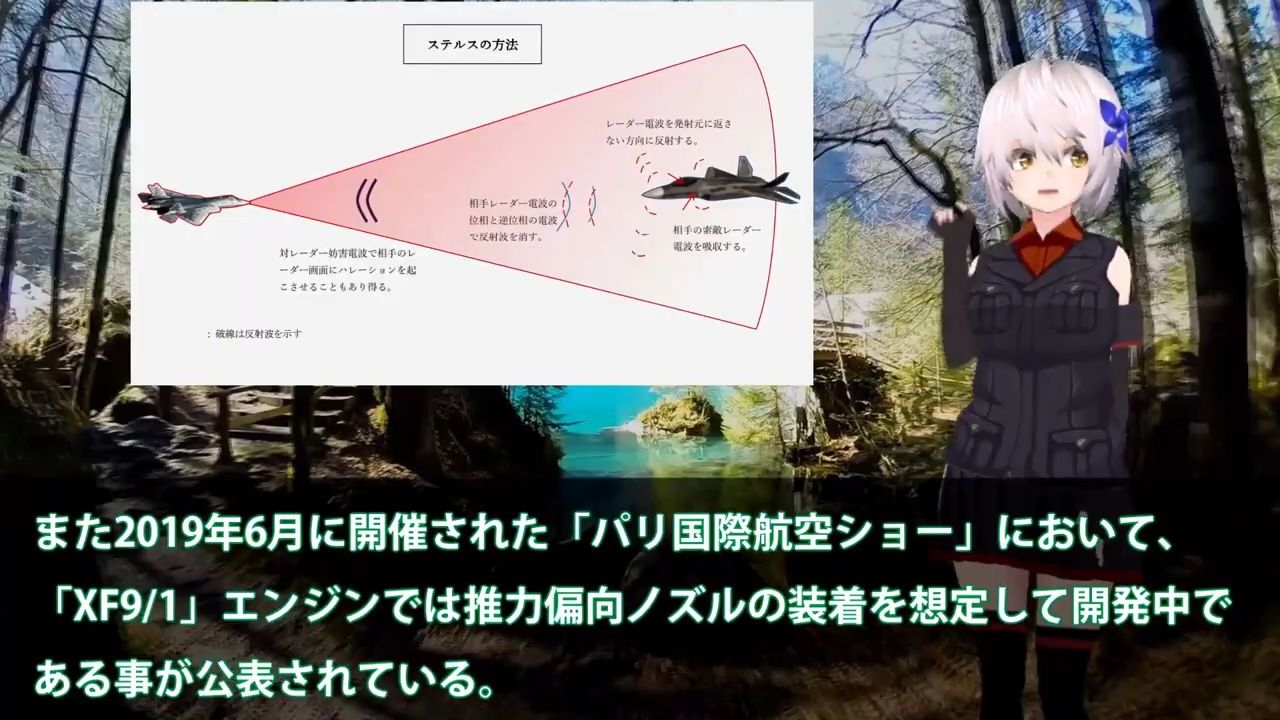 ステルスの方法
レーダー電波を発射元に返さ
ない方向に反射する。
相手レーダー電波の
位相と逆位相の電波
で反射波を消す。
相手の索敵レーダー
電波を吸収する。
対レーダー妨害電波で相手のレ
ーダー画面にハレーションを起
こさせることもあり得る。
：破線は反射波を示す
また2019年6月に開催された「パリ国際航空ショー」において、
「XF9/1」エンジンでは推力偏向ノズルの装着を想定して開発中で
ある事が公表されている。